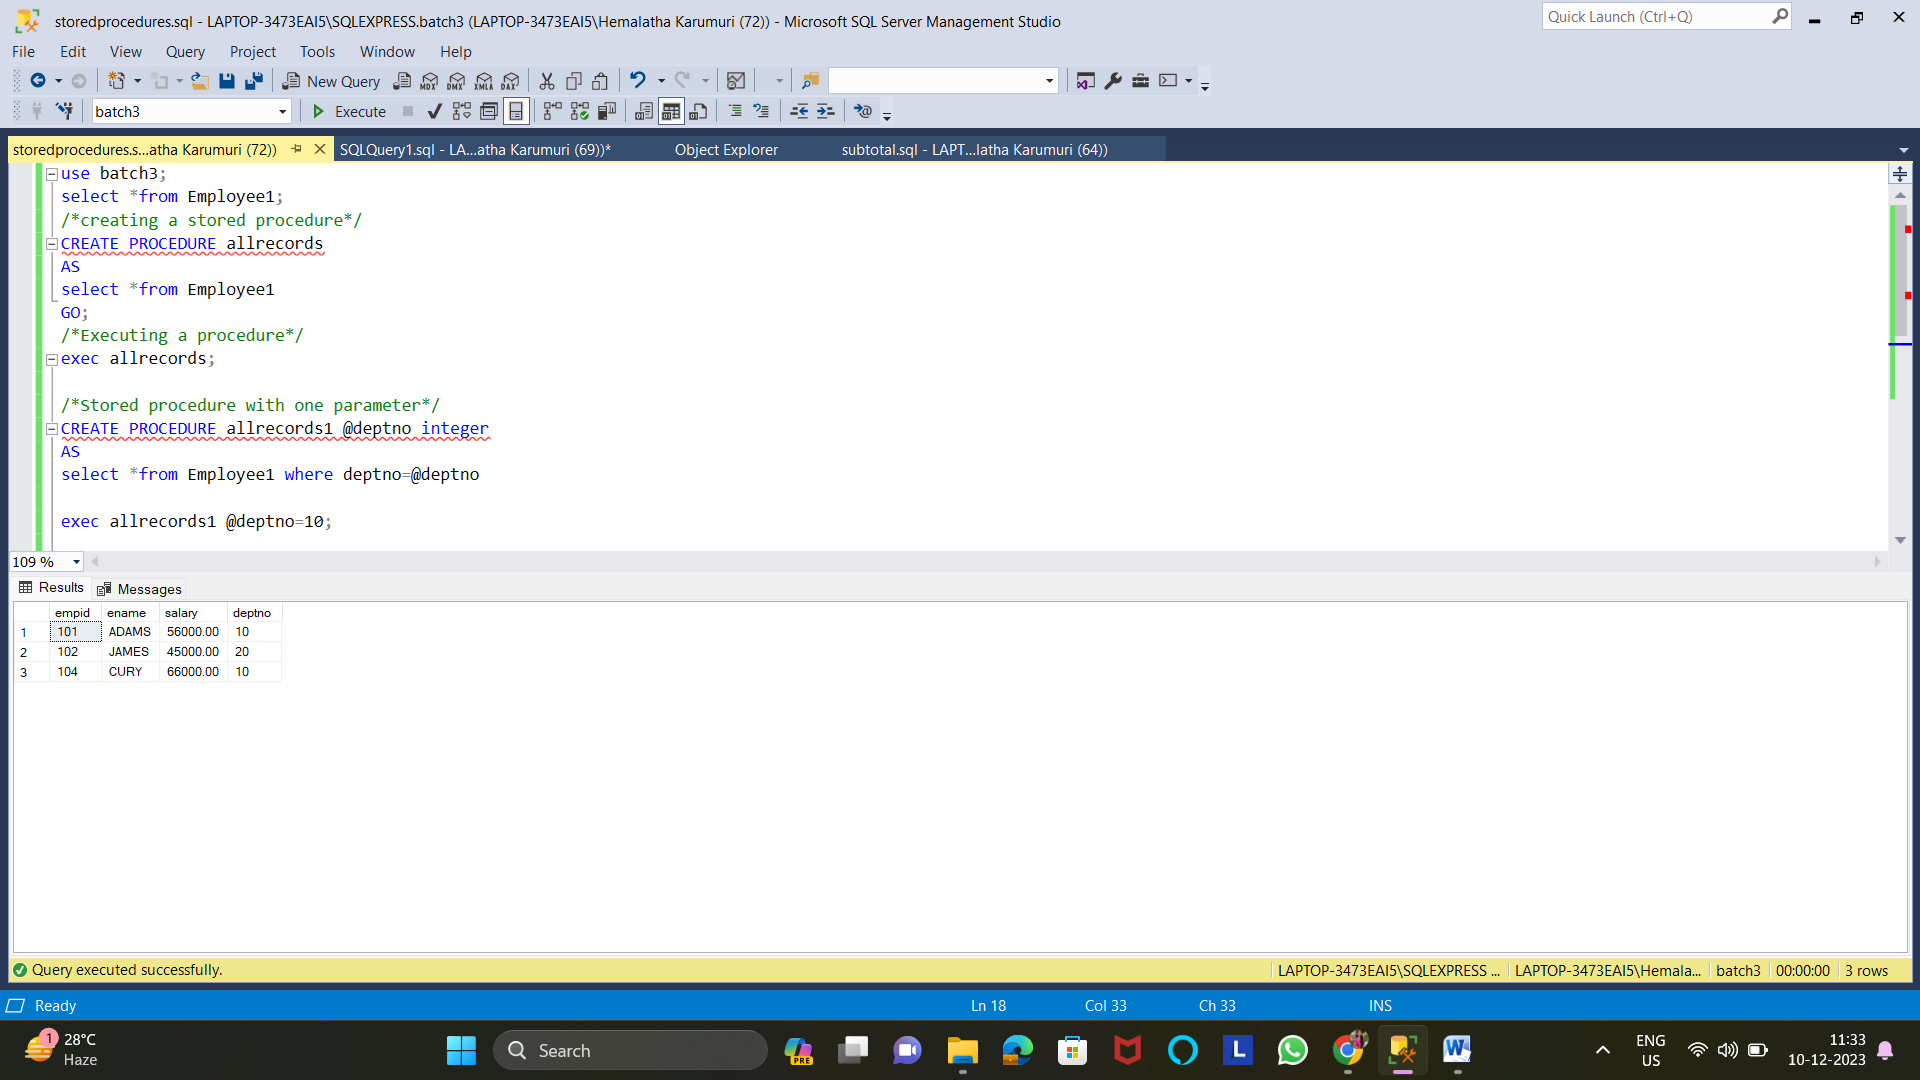 storedprocedures.sql - LAPTOP-3473EAI5\SQLEXPRESS.batch3 (LAPTOP-3473EAI5\Hemalatha Karumuri (72)) - Microsoft SQL Server Management Studio
Quick Launch (Ctrl+Q)
File Edit View Query Project Tools Window Help
New Query
MDX DMX XMLA DAX
batch3
Execute
storedprocedures.s...atha Karumuri (72))
SQLQuery1.sql - LA...atha Karumuri (69))*
Object Explorer
subtotal.sql - LAPT...latha Karumuri (64))
use batch3;
select *from Employee1;
/*creating a stored procedure*/
CREATE PROCEDURE allrecords
AS
select *from Employee1
GO;
/*Executing a procedure*/
exec allrecords;
/*Stored procedure with one parameter*/
CREATE PROCEDURE allrecords1 @deptno integer
AS
select *from Employee1 where deptno=@deptno
exec allrecords1 @deptno=10;
109 %
Results Messages
empid ename salary deptno
1 101 ADAMS 56000.00 10
2 102 JAMES 45000.00 20
3 104 CURY 66000.00 10
Query executed successfully.
LAPTOP-3473EAI5\SQLEXPRESS ...
LAPTOP-3473EAI5\Hemala...
batch3
00:00:00
3 rows
Ready
Ln 18
Col 33
Ch 33
INS
1
28°C
Haze
Search
PRE
L
W
ENG
US
11:33
10-12-2023